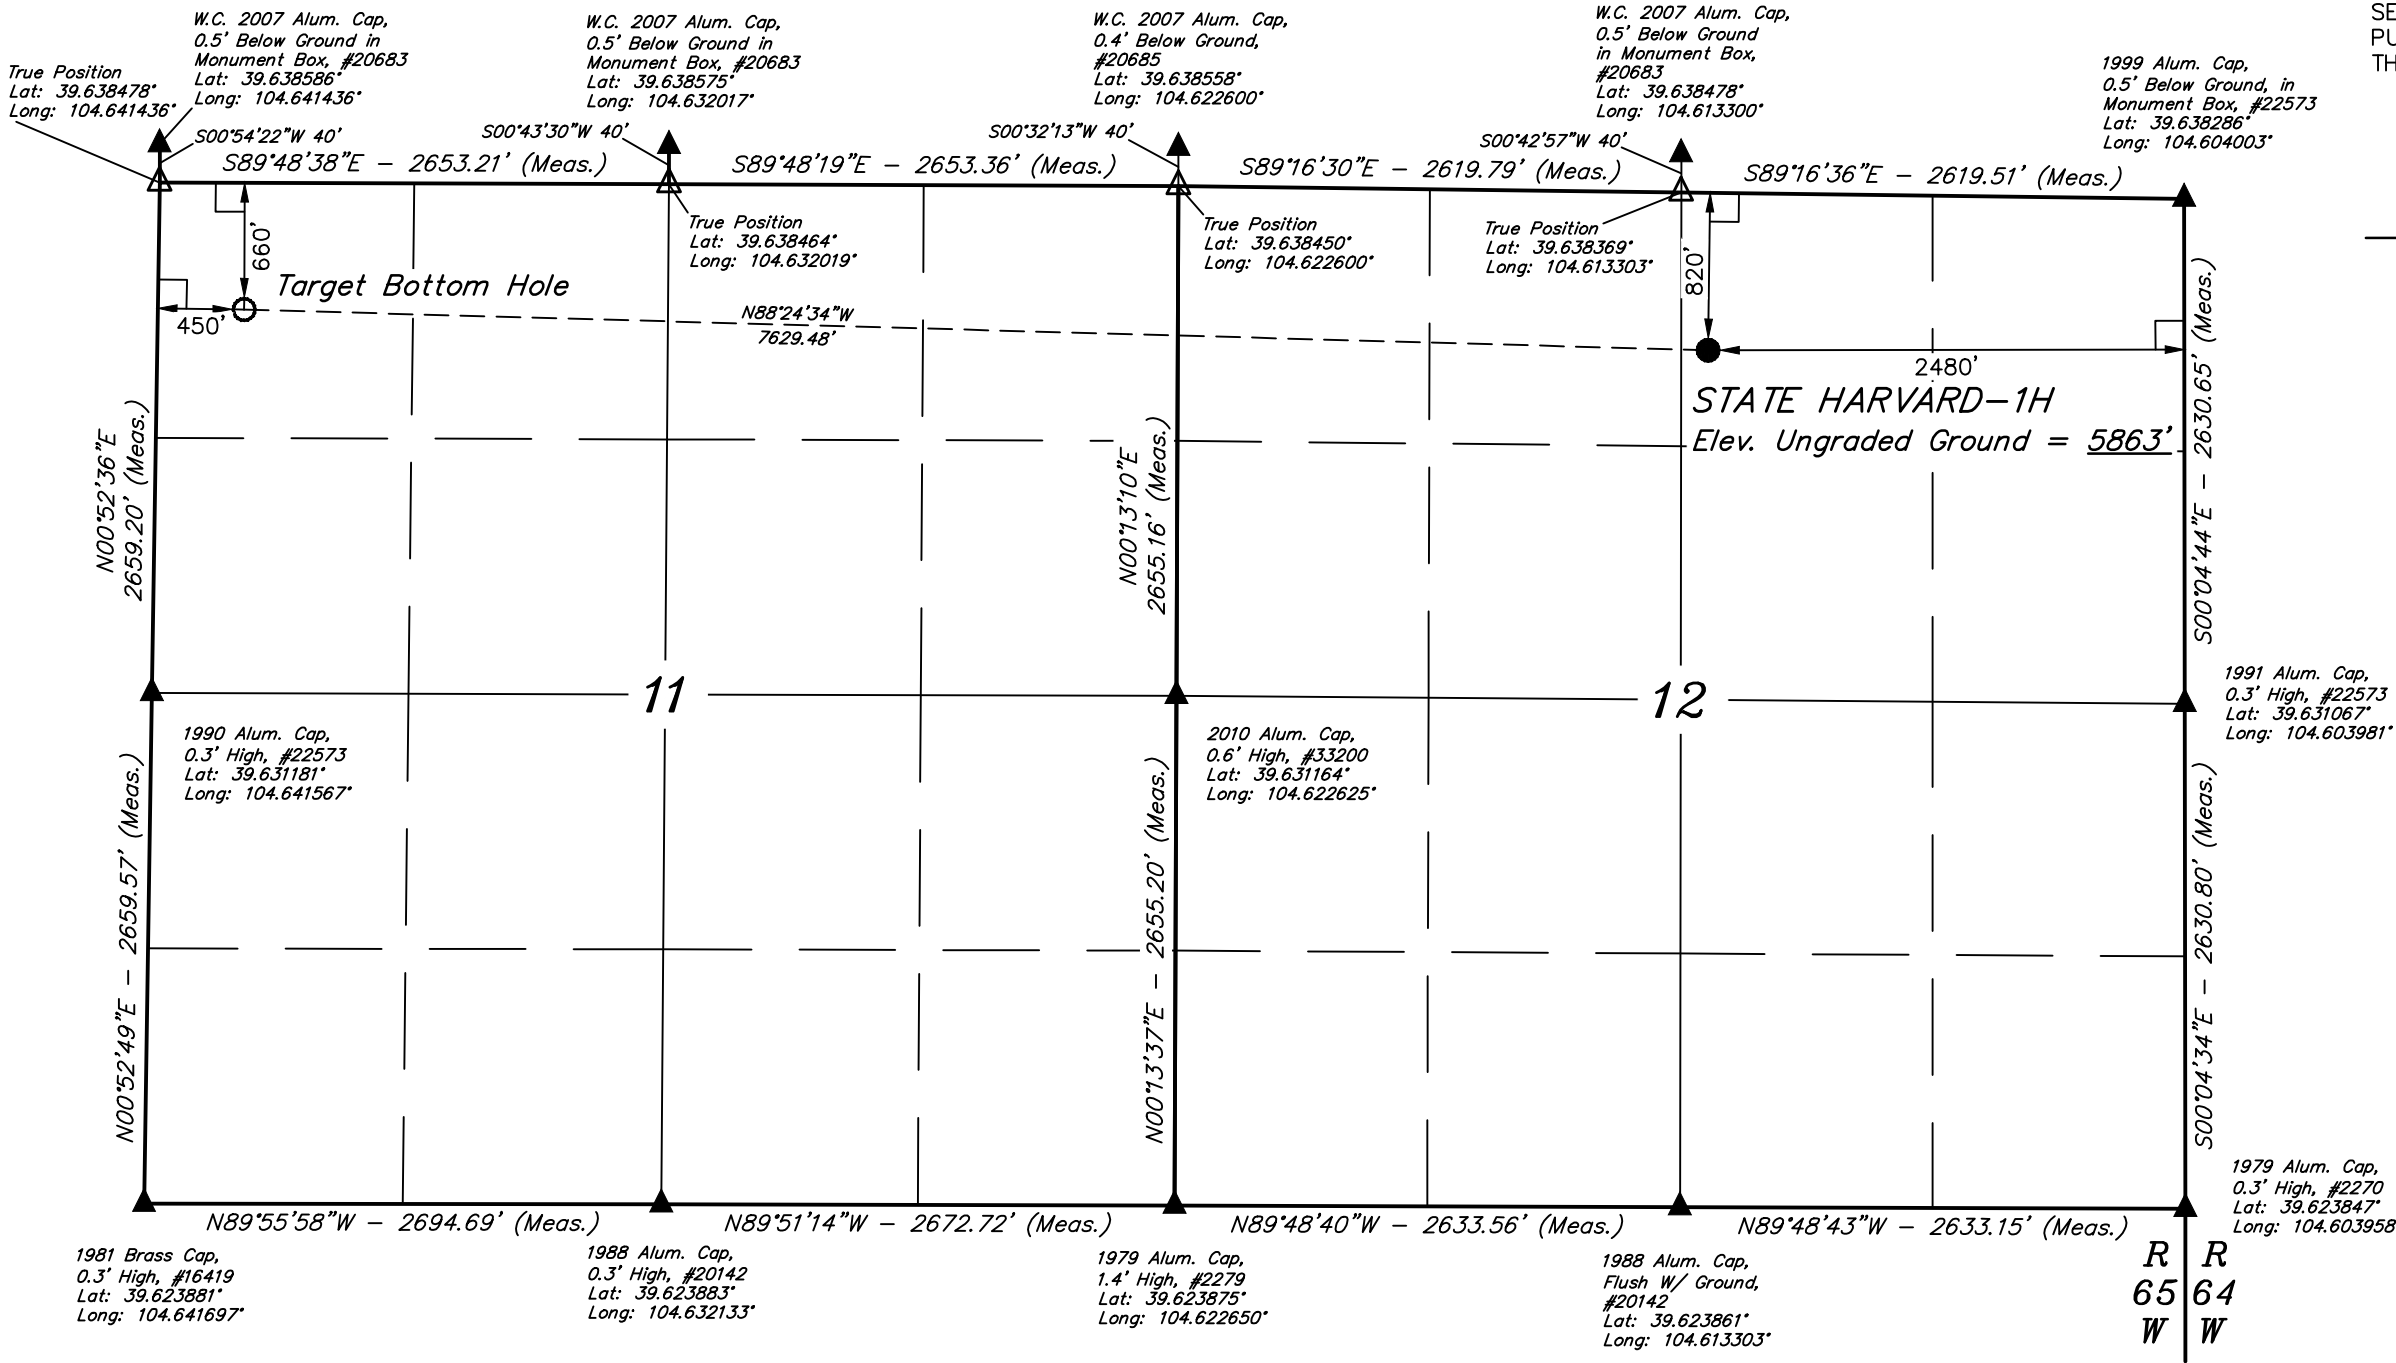 SE
PU
TH
W.C. 2007 Alum. Cap,
0.5' Below Ground in
Monument Box, #20683
Lat: 39.638586°
Long: 104.641436°
W.C. 2007 Alum. Cap,
0.5' Below Ground in
Monument Box, #20683
Lat: 39.638575°
Long: 104.632017°
W.C. 2007 Alum. Cap,
0.4' Below Ground,
#20685
Lat: 39.638558°
Long: 104.622600°
W.C. 2007 Alum. Cap,
0.5' Below Ground
in Monument Box,
#20683
Lat: 39.638478°
Long: 104.613300°
1999 Alum. Cap,
0.5' Below Ground, in
Monument Box, #22573
Lat: 39.638286°
Long: 104.604003°
True Position
Lat: 39.638478°
Long: 104.641436°
S00°54'22"W 40'
S00°43'30"W 40'
S00°32'13"W 40'
S00°42'57"W 40'
S89°48'38"E - 2653.21' (Meas.)
S89°48'19"E - 2653.36' (Meas.)
S89°16'30"E - 2619.79' (Meas.)
S89°16'36"E - 2619.51' (Meas.)
True Position
Lat: 39.638464°
Long: 104.632019°
True Position
Lat: 39.638450°
Long: 104.622600°
True Position
Lat: 39.638369°
Long: 104.613303°
660'
820'
Target Bottom Hole
450'
N88°24'34"W
7629.48'
2480'
STATE HARVARD-1H
Elev. Ungraded Ground = 5863'
N00°52'36"E
2659.20' (Meas.)
N00°13'10"E
2655.16' (Meas.)
S00°04'44"E - 2630.65' (Meas.)
11
12
1990 Alum. Cap,
0.3' High, #22573
Lat: 39.631181°
Long: 104.641567°
2010 Alum. Cap,
0.6' High, #33200
Lat: 39.631164°
Long: 104.622625°
1991 Alum. Cap,
0.3' High, #22573
Lat: 39.631067°
Long: 104.603981°
N00°52'49"E - 2659.57' (Meas.)
N00°13'37"E - 2655.20' (Meas.)
S00°04'34"E - 2630.80' (Meas.)
N89°55'58"W - 2694.69' (Meas.)
N89°51'14"W - 2672.72' (Meas.)
N89°48'40"W - 2633.56' (Meas.)
N89°48'43"W - 2633.15' (Meas.)
1981 Brass Cap,
0.3' High, #16419
Lat: 39.623881°
Long: 104.641697°
1988 Alum. Cap,
0.3' High, #20142
Lat: 39.623883°
Long: 104.632133°
1979 Alum. Cap,
1.4' High, #2279
Lat: 39.623875°
Long: 104.622650°
1988 Alum. Cap,
Flush W/ Ground,
#20142
Lat: 39.623861°
Long: 104.613303°
1979 Alum. Cap,
0.3' High, #2270
Lat: 39.623847°
Long: 104.603958
R R
65 64
W W